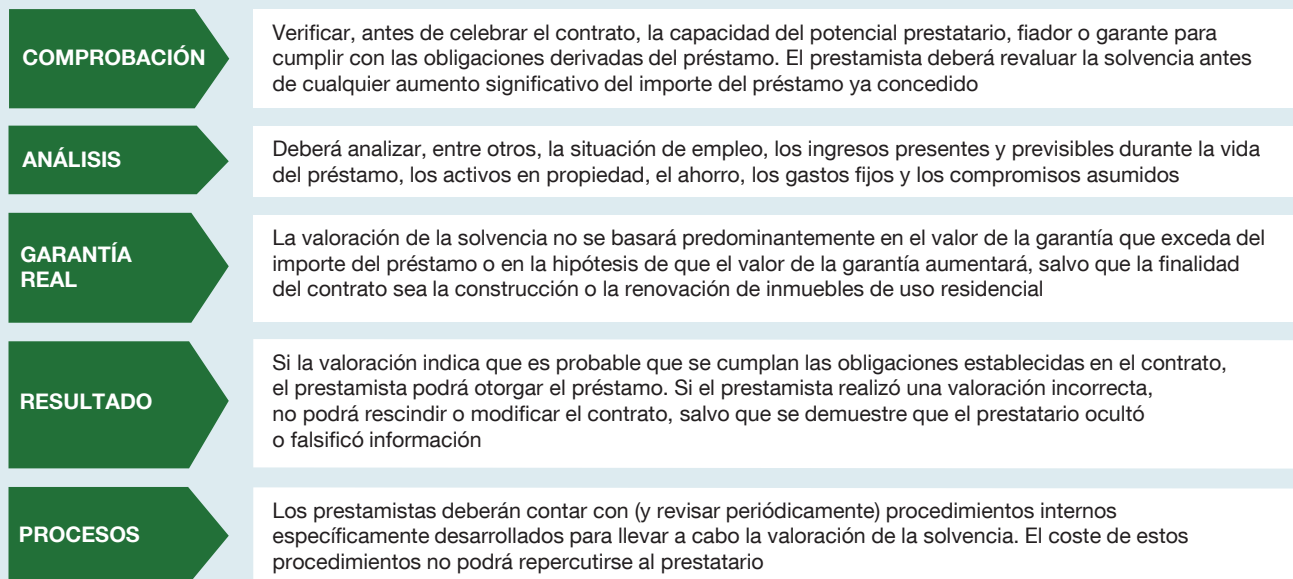 COMPROBACIÓN
Verificar, antes de celebrar el contrato, la capacidad del potencial prestatario, fiador o garante para
cumplir con las obligaciones derivadas del préstamo. El prestamista deberá revaluar la solvencia antes
de cualquier aumento significativo del importe del préstamo ya concedido
ANÁLISIS
Deberá analizar, entre otros, la situación de empleo, los ingresos presentes y previsibles durante la vida
del préstamo, los activos en propiedad, el ahorro, los gastos fijos y los compromisos asumidos
GARANTÍA
REAL
La valoración de la solvencia no se basará predominantemente en el valor de la garantía que exceda del
importe del préstamo o en la hipótesis de que el valor de la garantía aumentará, salvo que la finalidad
del contrato sea la construcción o la renovación de inmuebles de uso residencial
RESULTADO
Si la valoración indica que es probable que se cumplan las obligaciones establecidas en el contrato,
el prestamista podrá otorgar el préstamo. Si el prestamista realizó una valoración incorrecta,
no podrá rescindir o modificar el contrato, salvo que se demuestre que el prestatario ocultó
o falsificó información
PROCESOS
Los prestamistas deberán contar con (y revisar periódicamente) procedimientos internos
específicamente desarrollados para llevar a cabo la valoración de la solvencia. El coste de estos
procedimientos no podrá repercutirse al prestatario